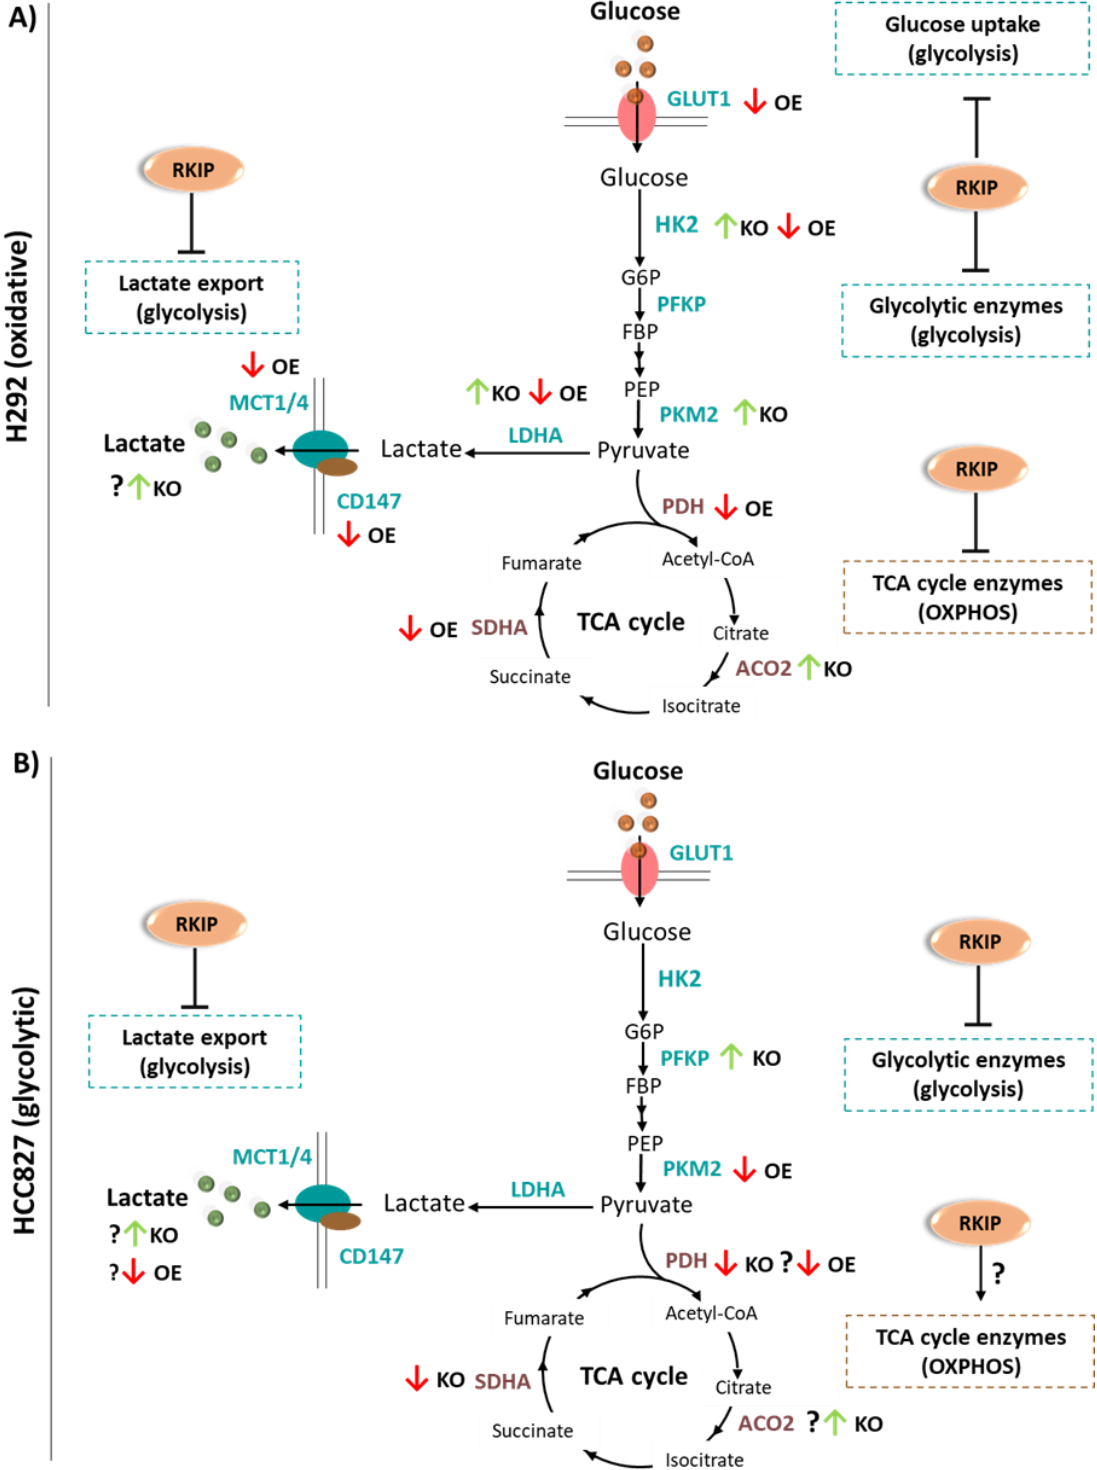 A)
H292 (oxidative)
Glucose
GLUT1 ↓ OE
Glucose uptake
(glycolysis)
RKIP
RKIP
Glucose
HK2 ↑ KO ↓ OE
Lactate export
(glycolysis)
G6P
PFKP
FBP
Glycolytic enzymes
(glycolysis)
↓ OE
MCT1/4
↑ KO ↓ OE
PEP
PKM2 ↑ KO
Lactate
Lactate
LDHA
Pyruvate
? ↑ KO
CD147
↓ OE
PDH ↓ OE
RKIP
Fumarate
Acetyl-CoA
TCA cycle enzymes
(OXPHOS)
↓ OE SDHA
TCA cycle
Citrate
ACO2 ↑ KO
Succinate
Isocitrate
B)
HCC827 (glycolytic)
Glucose
GLUT1
RKIP
RKIP
Glucose
HK2
Lactate export
(glycolysis)
G6P
PFKP ↑ KO
FBP
Glycolytic enzymes
(glycolysis)
MCT1/4
PEP
PKM2 ↓ OE
Lactate
Lactate
LDHA
Pyruvate
? ↑ KO
? ↓ OE
CD147
PDH ↓ KO ? ↓ OE
RKIP
?
Fumarate
Acetyl-CoA
TCA cycle enzymes
(OXPHOS)
↓ KO SDHA
TCA cycle
Citrate
ACO2 ? ↑ KO
Succinate
Isocitrate